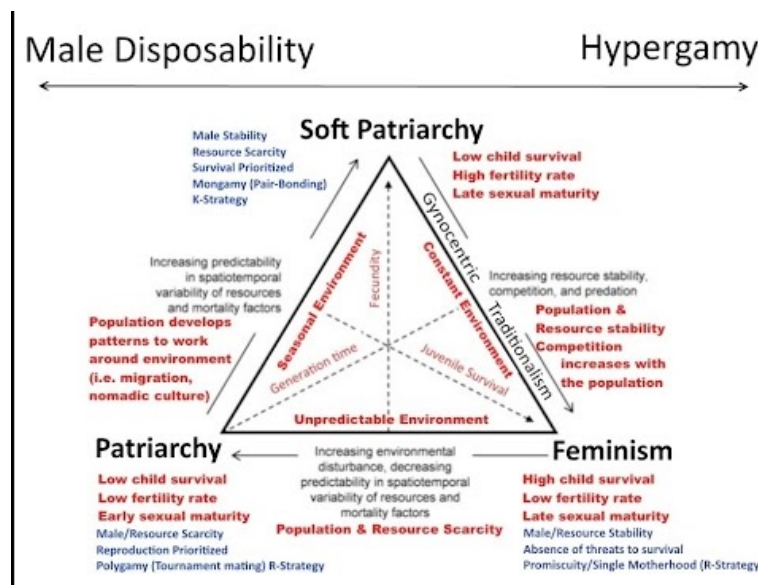 Male Disposability
Hypergamy
Soft Patriarchy
Male Stability
Resource Scarcity
Survival Prioritized
Mongamy (Pair-Bonding)
K-Strategy
Low child survival
High fertility rate
Late sexual maturity
Increasing predictability
in spatiotemporal
variability of resources
and mortality factors
Population develops
patterns to work
around environment
(i.e. migration,
nomadic culture)
Seasonal Environment
Fecundity
Constant Environment
Gynocentric Traditionalism
Generation time
Juvenile Survival
Unpredictable Environment
Increasing resource stability,
competition, and predation
Population &
Resource stability
Competition
increases with
the population
Patriarchy
Low child survival
Low fertility rate
Early sexual maturity
Male/Resource Scarcity
Reproduction Prioritized
Polygamy (Tournament mating) R-Strategy
Increasing environmental
disturbance, decreasing
predictability in spatiotemporal
variability of resources and
mortality factors
Population & Resource Scarcity
Feminism
High child survival
Low fertility rate
Late sexual maturity
Male/Resource Stability
Absence of threats to survival
Promiscuity/Single Motherhood (R-Strategy